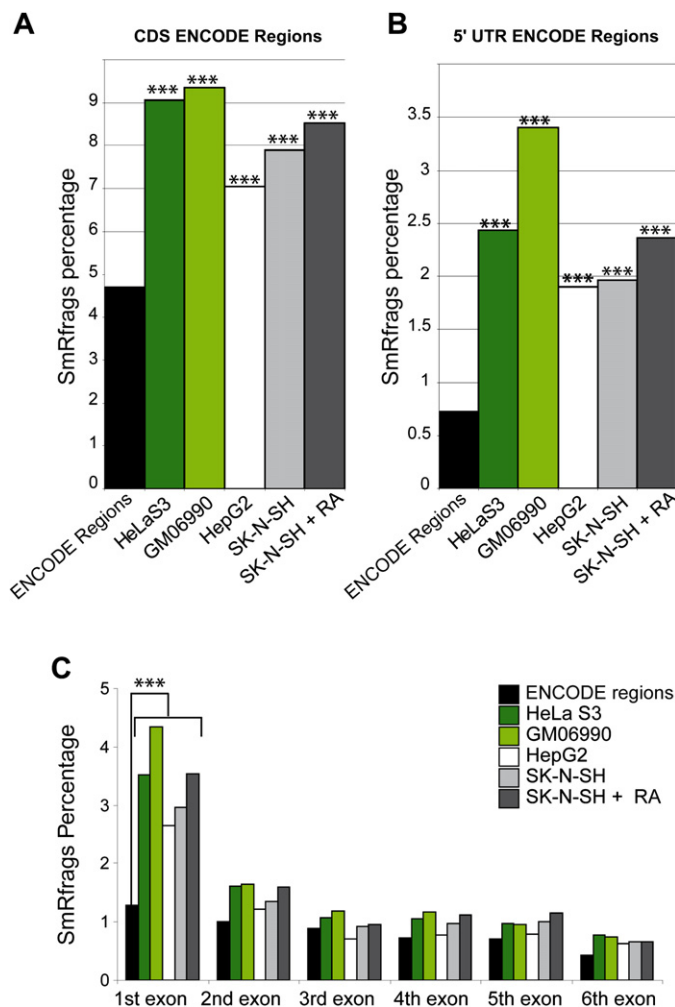 A
CDS ENCODE Regions
SmRfrags percentage
9
8
7
6
5
4
3
2
1
0
***
***
***
***
***
ENCODE Regions
HeLaS3
GM06990
HepG2
SK-N-SH
SK-N-SH + RA
B
5' UTR ENCODE Regions
SmRfrags percentage
3.5
3
2.5
2
1
0.5
0
***
***
***
***
***
ENCODE Regions
HeLaS3
GM06990
HepG2
SK-N-SH
SK-N-SH + RA
C
SmRfrags Percentage
5
4
3
2
1
0
***
ENCODE regions
HeLa S3
GM06990
HepG2
SK-N-SH
SK-N-SH + RA
1st exon
2nd exon
3rd exon
4th exon
5th exon
6th exon